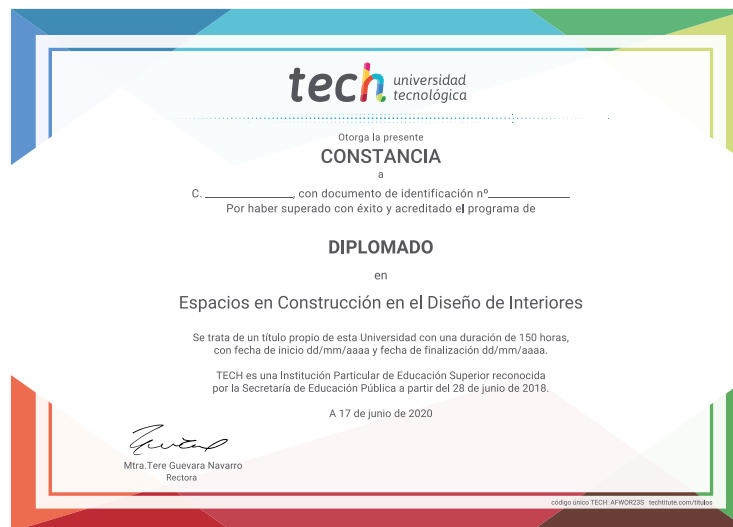 tech universidad
tecnológica
Otorga la presente
CONSTANCIA
a
C. ________________, con documento de identificación nº______________
Por haber superado con éxito y acreditado el programa de
DIPLOMADO
en
Espacios en Construcción en el Diseño de Interiores
Se trata de un título propio de esta Universidad con una duración de 150 horas,
con fecha de inicio dd/mm/aaaa y fecha de finalización dd/mm/aaaa.
TECH es una Institución Particular de Educación Superior reconocida
por la Secretaría de Educación Pública a partir del 28 de junio de 2018.
A 17 de junio de 2020
Mtra.Tere Guevara Navarro
Rectora
código único TECH: AFWOR23S techtitute.com/titulos